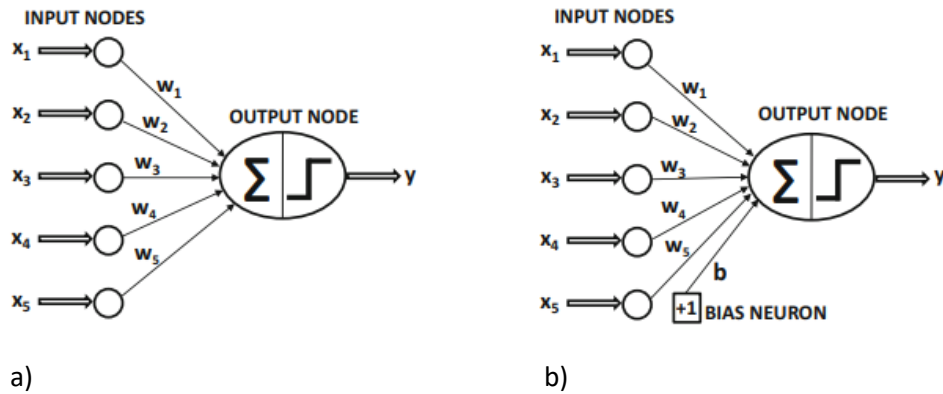 INPUT NODES
x1
w1
x2
w2
OUTPUT NODE
x3
w3
Σ
y
x4
w4
w5
x5
a)
INPUT NODES
x1
w1
x2
w2
OUTPUT NODE
x3
w3
Σ
y
x4
w4
w5
b
x5
+1 BIAS NEURON
b)